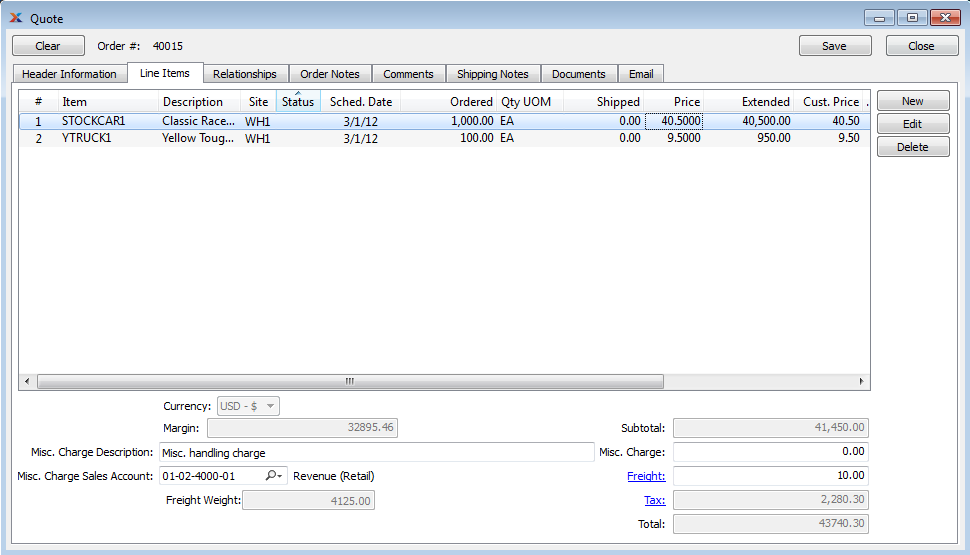 Quote
Clear Order #: 40015 Save Close
Header Information Line Items Relationships Order Notes Comments Shipping Notes Documents Email
# Item Description Site Status Sched. Date Ordered Qty UOM Shipped Price Extended Cust. Price . New
1 STOCKCAR1 Classic Race... WH1 3/1/12 1,000.00 EA 0.00 40.5000 40,500.00 40.50 Edit
2 YTRUCK1 Yellow Toug... WH1 3/1/12 100.00 EA 0.00 9.5000 950.00 9.50 Delete
Currency: USD - $
Margin: 32895.46 Subtotal: 41,450.00
Misc. Charge Description: Misc. handling charge Misc. Charge: 0.00
Misc. Charge Sales Account: 01-02-4000-01 Revenue (Retail) Freight: 10.00
Freight Weight: 4125.00 Tax: 2,280.30
Total: 43740.30